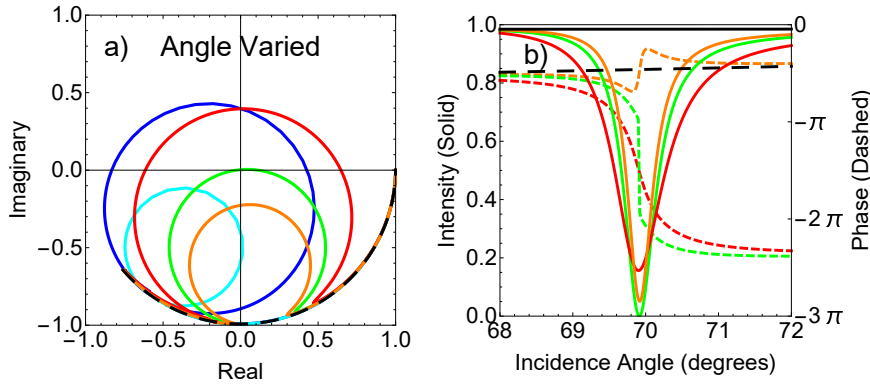 a) Angle Varied
1.0
0.5
0.0
−0.5
−1.0
Imaginary
−1.0 −0.5 0.0 0.5 1.0
Real
b)
1.0
0.8
0.6
0.4
0.2
0.0
Intensity (Solid)
0
−π
−2 π
−3 π
Phase (Dashed)
68 69 70 71 72
Incidence Angle (degrees)